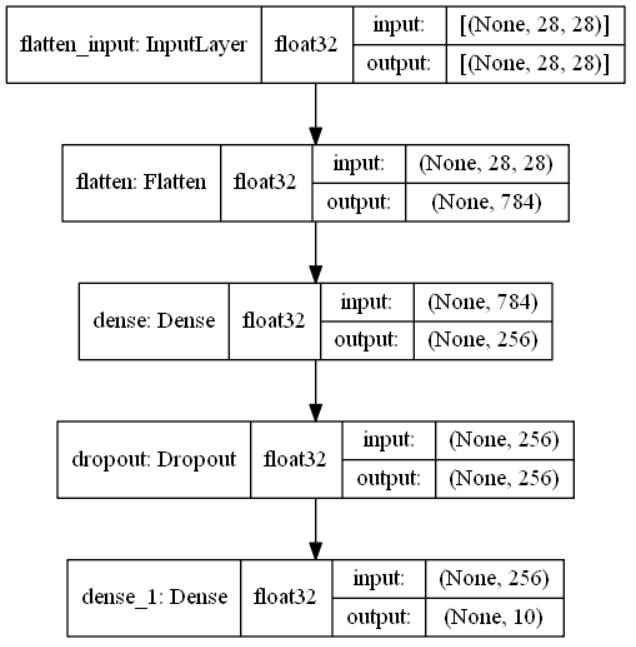 flatten_input: InputLayer float32 input: [(None, 28, 28)]
output: [(None, 28, 28)]
flatten: Flatten float32 input: (None, 28, 28)
output: (None, 784)
dense: Dense float32 input: (None, 784)
output: (None, 256)
dropout: Dropout float32 input: (None, 256)
output: (None, 256)
dense_1: Dense float32 input: (None, 256)
output: (None, 10)